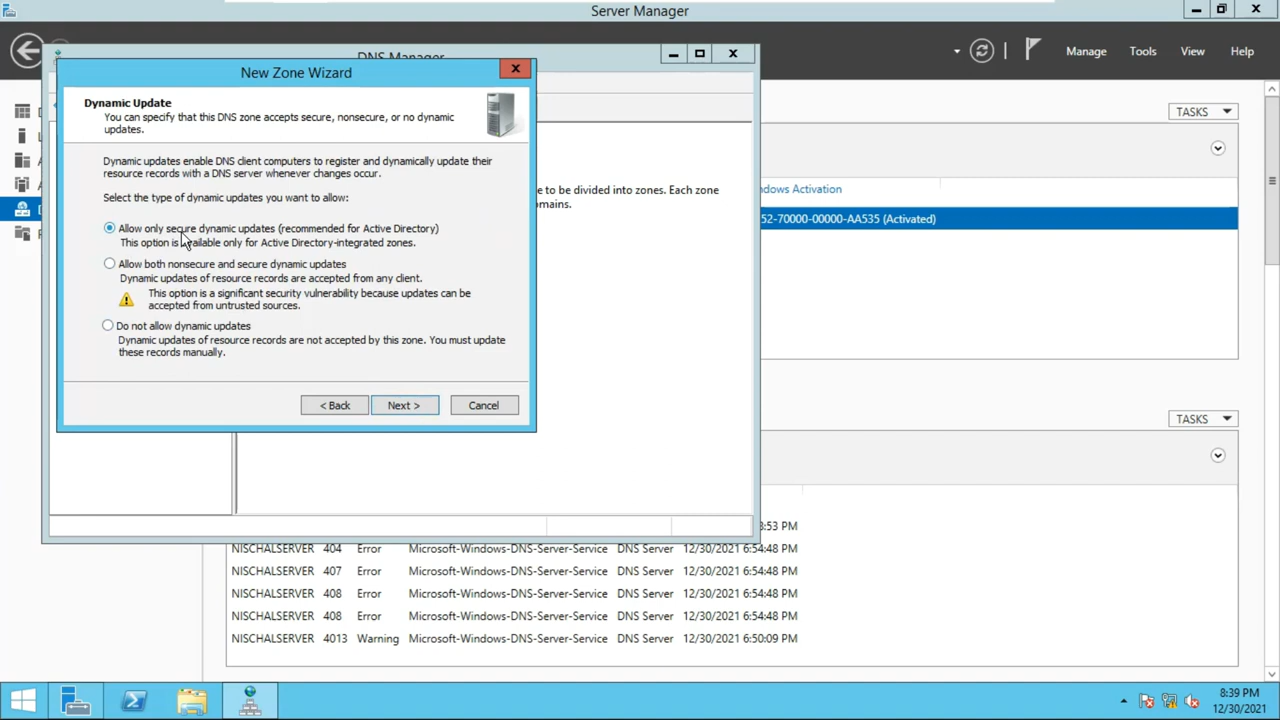 Server Manager
Manage
Tools
View
Help
DNS Manager
New Zone Wizard
Dynamic Update
You can specify that this DNS zone accepts secure, nonsecure, or no dynamic
updates.
Dynamic updates enable DNS client computers to register and dynamically update their
resource records with a DNS server whenever changes occur.
Select the type of dynamic updates you want to allow:
Allow only secure dynamic updates (recommended for Active Directory)
This option is available only for Active Directory-integrated zones.
Allow both nonsecure and secure dynamic updates
Dynamic updates of resource records are accepted from any client.
This option is a significant security vulnerability because updates can be
accepted from untrusted sources.
Do not allow dynamic updates
Dynamic updates of resource records are not accepted by this zone. You must update
these records manually.
< Back
Next >
Cancel
e to be divided into zones. Each zone
omains.
TASKS
ndows Activation
52-70000-00000-AA535 (Activated)
TASKS
3:53 PM
NISCHALSERVER 404 Error Microsoft-Windows-DNS-Server-Service DNS Server 12/30/2021 6:54:48 PM
NISCHALSERVER 407 Error Microsoft-Windows-DNS-Server-Service DNS Server 12/30/2021 6:54:48 PM
NISCHALSERVER 408 Error Microsoft-Windows-DNS-Server-Service DNS Server 12/30/2021 6:54:48 PM
NISCHALSERVER 408 Error Microsoft-Windows-DNS-Server-Service DNS Server 12/30/2021 6:54:48 PM
NISCHALSERVER 4013 Warning Microsoft-Windows-DNS-Server-Service DNS Server 12/30/2021 6:50:09 PM
8:39 PM
12/30/2021